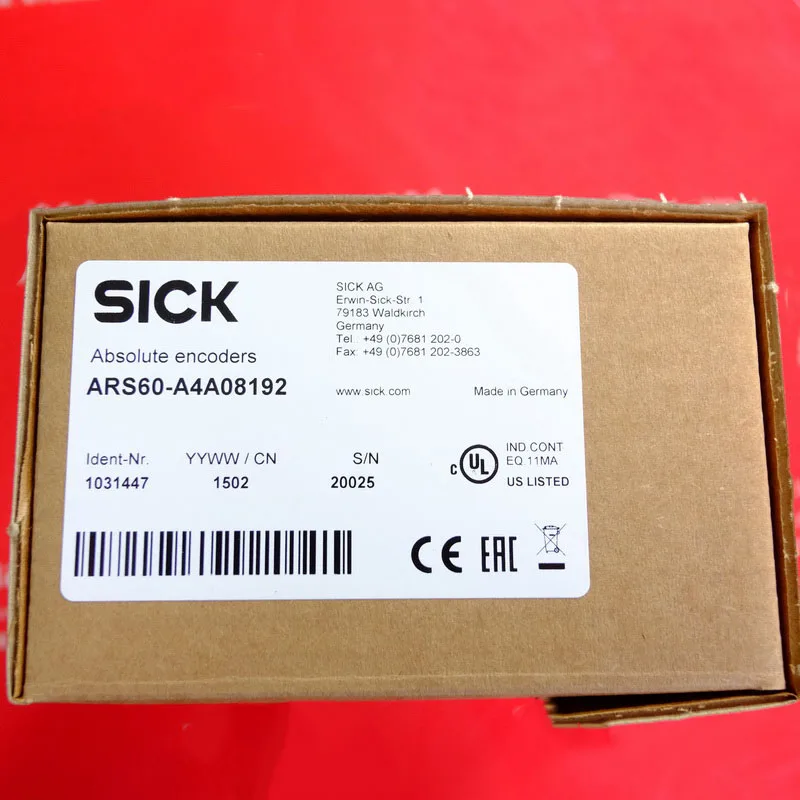 SICK
Absolute encoders
ARS60-A4A08192
SICK AG
Erwin-Sick-Str. 1
79183 Waldkirch
Germany
Tel. +49 (0)7681 202-0
Fax: +49 (0)7681 202-3863
www.sick.com Made in Germany
Ident-Nr. YYWW / CN S/N
1031447 1502 20025
C UL IND.CONT
EQ.11MA
US LISTED
CE EAC